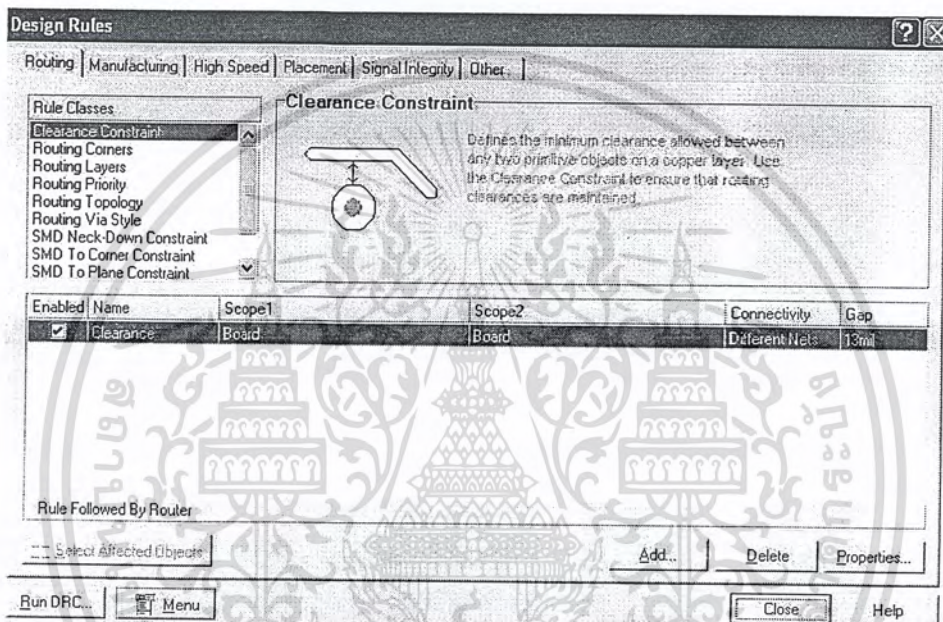 Design Rules
Routing Manufacturing High Speed Placement Signal Integrity Other
Rule Classes
Clearance Constraint
Routing Corners
Routing Layers
Routing Priority
Routing Topology
Routing Via Style
SMD Neck-Down Constraint
SMD To Corner Constraint
SMD To Plane Constraint
Clearance Constraint
Defines the minimum clearance allowed between
any two primitive objects on a copper layer. Use
the Clearance Constraint to ensure that routing
clearances are maintained.
Enabled Name Scope1 Scope2 Connectivity Gap
Clearance Board Board Different Nets 13mil
Rule Followed By Router
Select Affected Objects Add... Delete Properties...
Run DRC... Menu Close Help